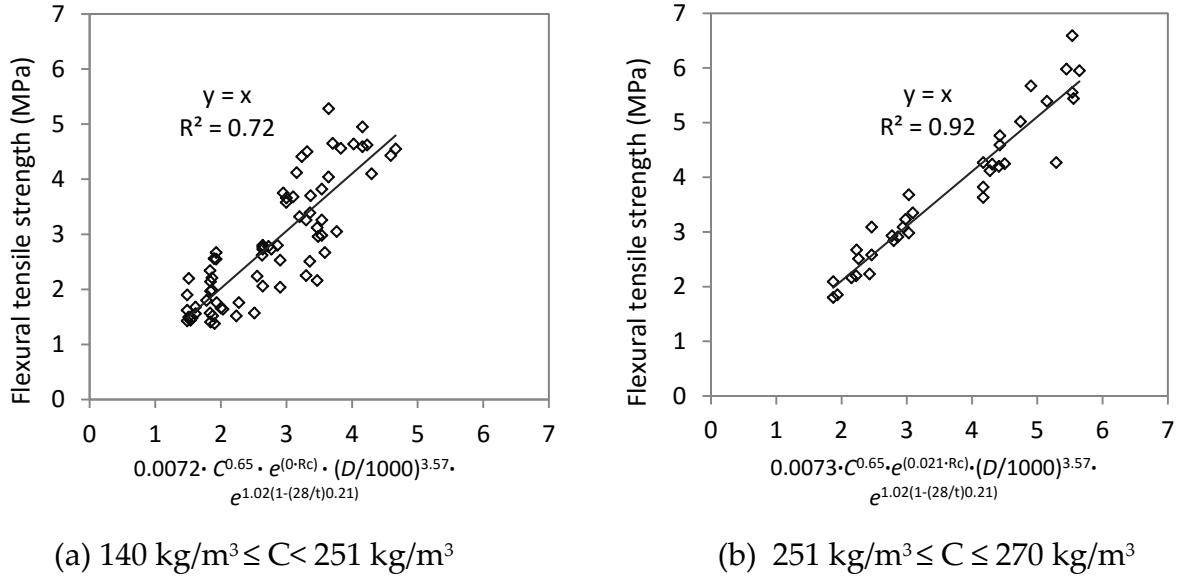 Flexural tensile strength (MPa)
7
6
5
4
3
2
1
0
y = x
R² = 0.72
0 1 2 3 4 5 6 7
0.0072· C^0.65 · e^(0·Rc) · (D/1000)^3.57 ·
e^1.02(1-(28/t)0.21)
(a) 140 kg/m³ ≤ C< 251 kg/m³
Flexural tensile strength (MPa)
7
6
5
4
3
2
1
0
y = x
R² = 0.92
0 1 2 3 4 5 6 7
0.0073·C^0.65·e^(0.021·Rc)·(D/1000)^3.57·
e^1.02(1-(28/t)0.21)
(b) 251 kg/m³ ≤ C ≤ 270 kg/m³